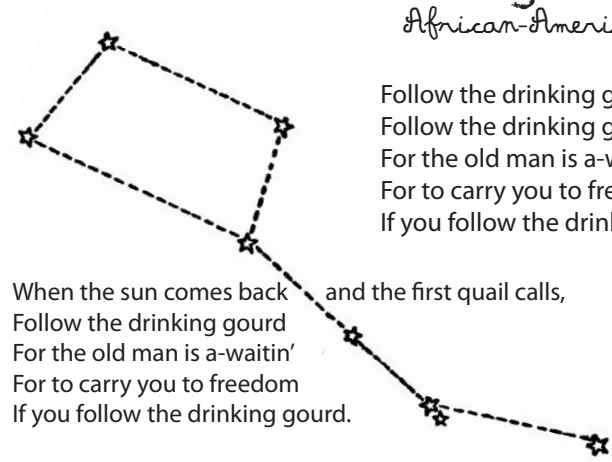 African-Ameri
Follow the drinking g
Follow the drinking g
For the old man is a-w
For to carry you to fre
If you follow the drink
When the sun comes back and the first quail calls,
Follow the drinking gourd
For the old man is a-waitin’
For to carry you to freedom
If you follow the drinking gourd.